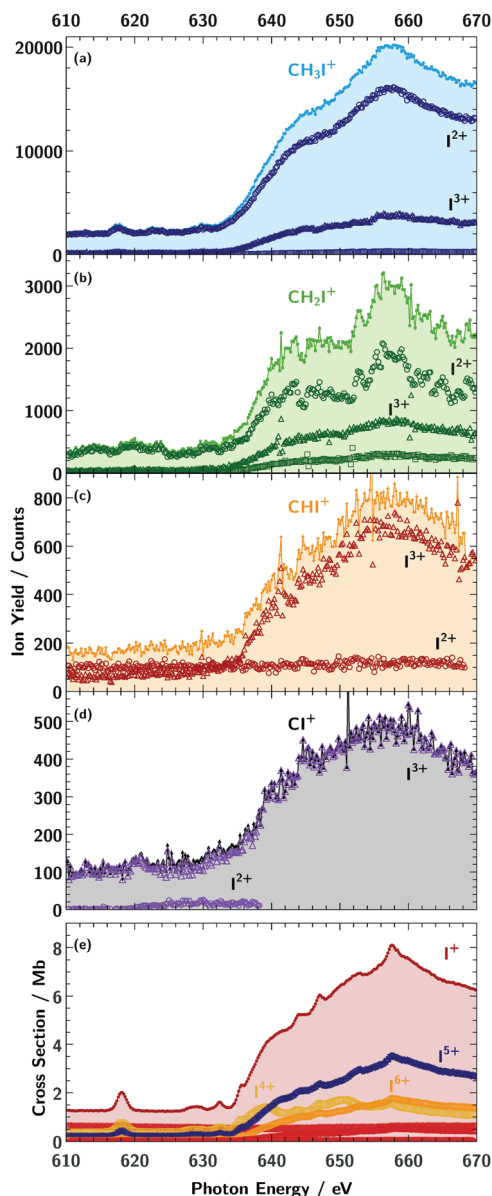 610 620 630 640 650 660 670
20000
(a)
CH₃I⁺
I²⁺
10000
I³⁺
0
(b)
CH₂I⁺
3000
I²⁺
2000
I³⁺
1000
0
(c)
800
CHI⁺
600
I³⁺
400
200
I²⁺
0
(d)
500
CI⁺
400
I³⁺
300
200
100
I²⁺
0
(e)
8
I⁺
6
4
I⁵⁺
I⁴⁺
I⁶⁺
2
0
610 620 630 640 650 660 670
Photon Energy / eV
Ion Yield / Counts
Cross Section / Mb